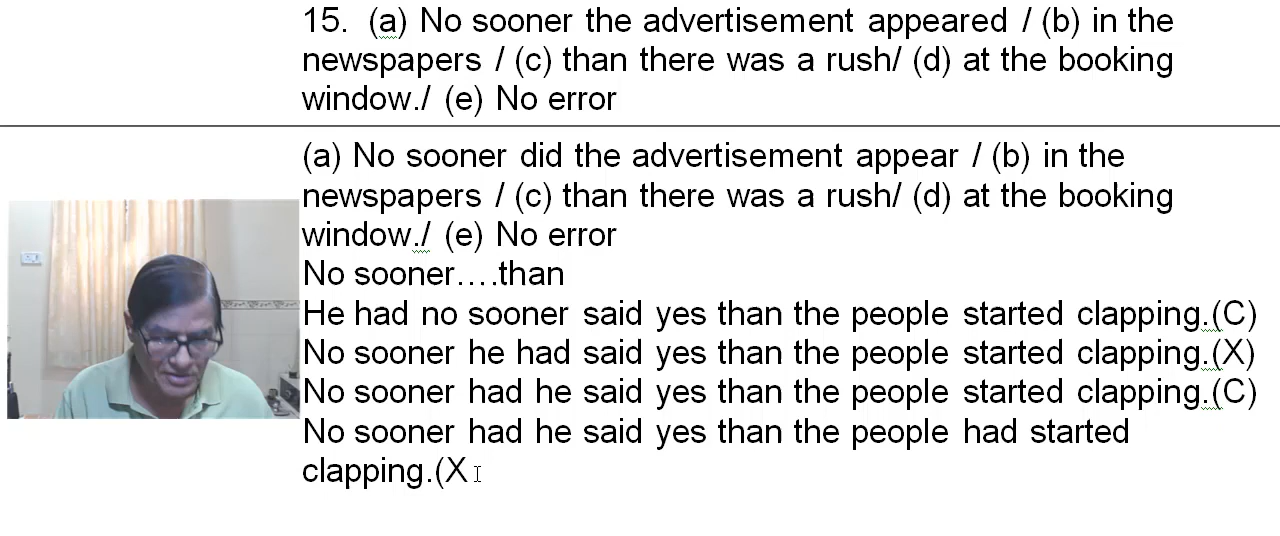 15. (a) No sooner the advertisement appeared / (b) in the
newspapers / (c) than there was a rush/ (d) at the booking
window./ (e) No error
(a) No sooner did the advertisement appear / (b) in the
newspapers / (c) than there was a rush/ (d) at the booking
window./ (e) No error
No sooner....than
He had no sooner said yes than the people started clapping.(C)
No sooner he had said yes than the people started clapping.(X)
No sooner had he said yes than the people started clapping.(C)
No sooner had he said yes than the people had started
clapping.(X